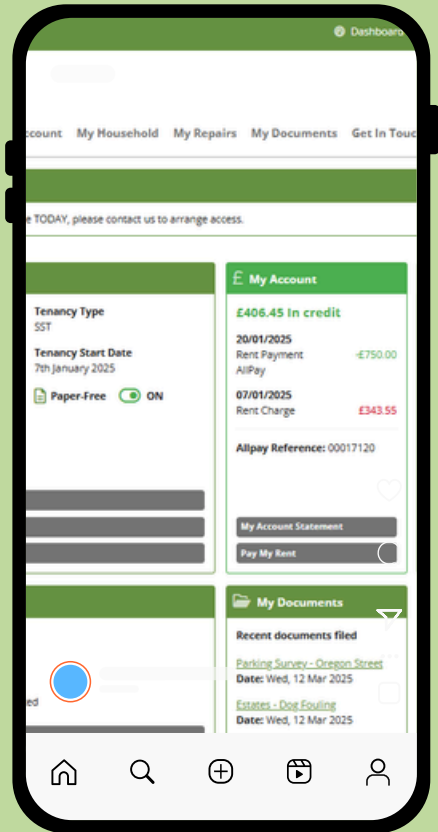 Dashboard
ccount My Household My Repairs My Documents Get In Touc
e TODAY, please contact us to arrange access.
Tenancy Type
SST
Tenancy Start Date
7th January 2025
Paper-Free ON
£ My Account
£406.45 In credit
20/01/2025
Rent Payment -£750.00
AllPay
07/01/2025
Rent Charge £343.55
Allpay Reference: 00017120
My Account Statement
Pay My Rent
ed
My Documents
Recent documents filed
Parking Survey - Oregon Street
Date: Wed, 12 Mar 2025
Estates - Dog Fouling
Date: Wed, 12 Mar 2025